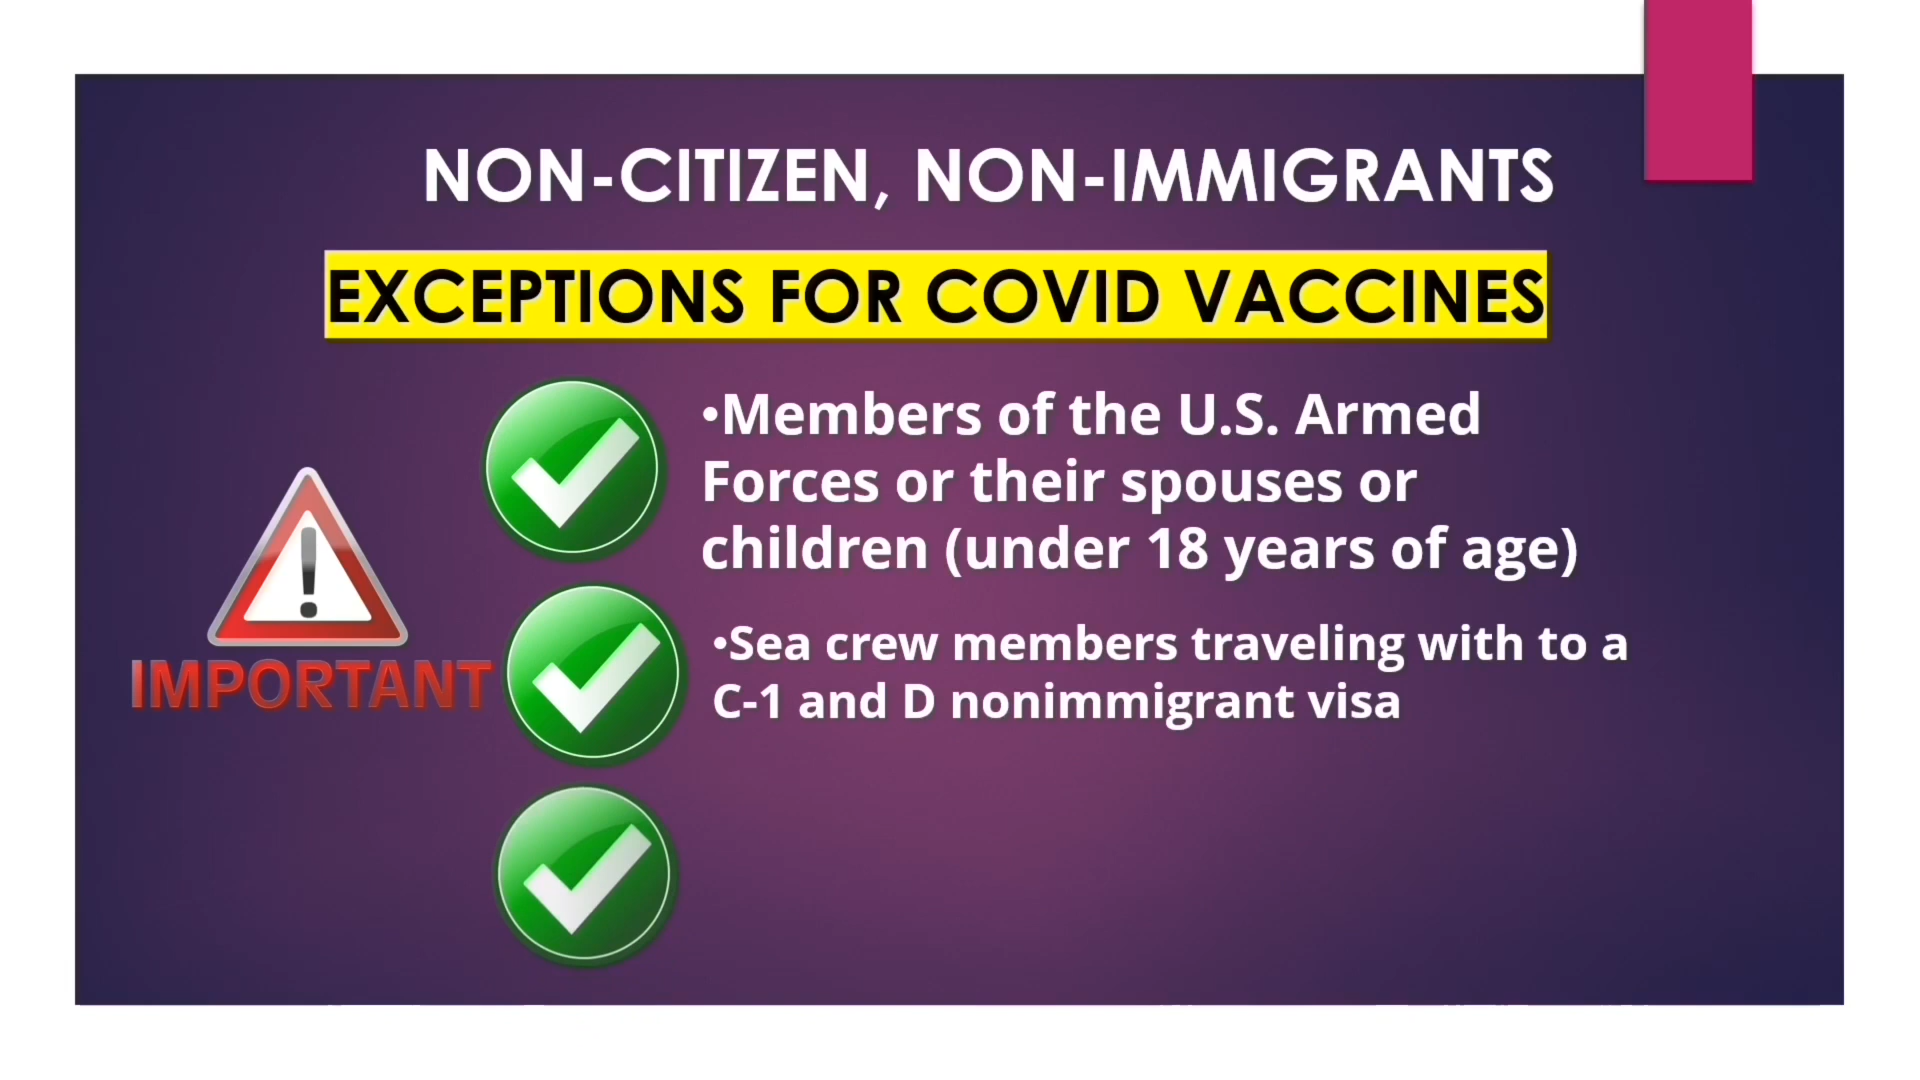 NON-CITIZEN, NON-IMMIGRANTS
EXCEPTIONS FOR COVID VACCINES
•Members of the U.S. Armed
Forces or their spouses or
children (under 18 years of age)
IMPORTANT
•Sea crew members traveling with to a
C-1 and D nonimmigrant visa